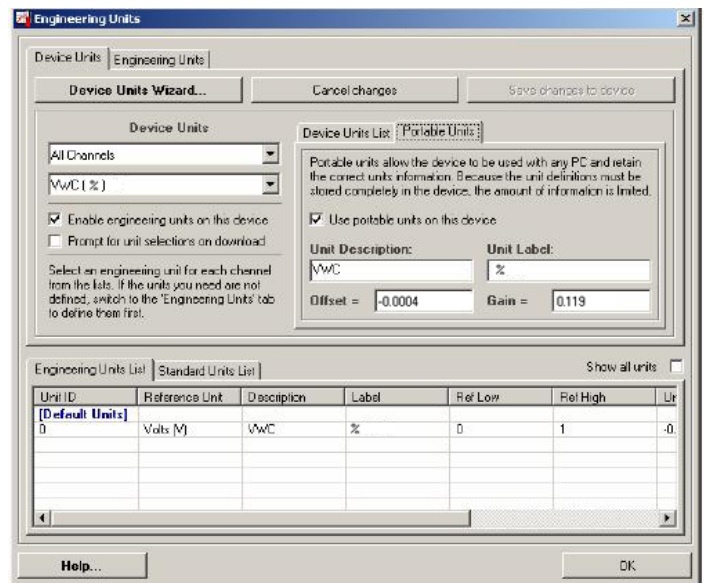 Engineering Units
Device Units Engineering Units
Device Units Wizard... Cancel changes Save changes to device
Device Units
All Channels
VWC ( % )
Enable engineering units on this device
Prompt for unit selections on download
Select an engineering unit for each channel
from the lists. If the units you need are not
defined, switch to the 'Engineering Units' tab
to define them first.
Device Units List Portable Units
Portable units allow the device to be used with any PC and retain
the correct units information. Because the unit definitions must be
stored completely in the device, the amount of information is limited.
Use portable units on this device
Unit Description: Unit Label:
VWC %
Offset = -0.0004 Gain = 0.119
Engineering Units List Standard Units List Show all units
Unit ID Reference Unit Description Label Ref Low Ref High Ur
[Default Units]
0 Volts (V) VWC % 0 1 -0.
Help... OK